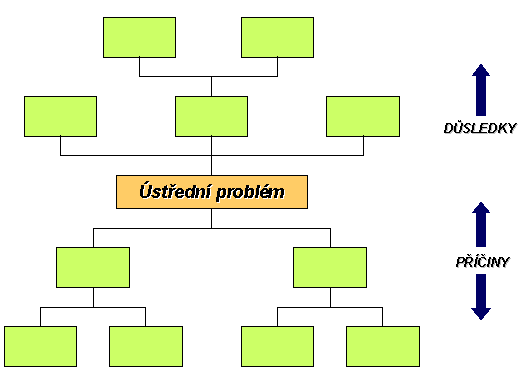 DŮSLEDKY
Ústřední problém
PŘÍČINY